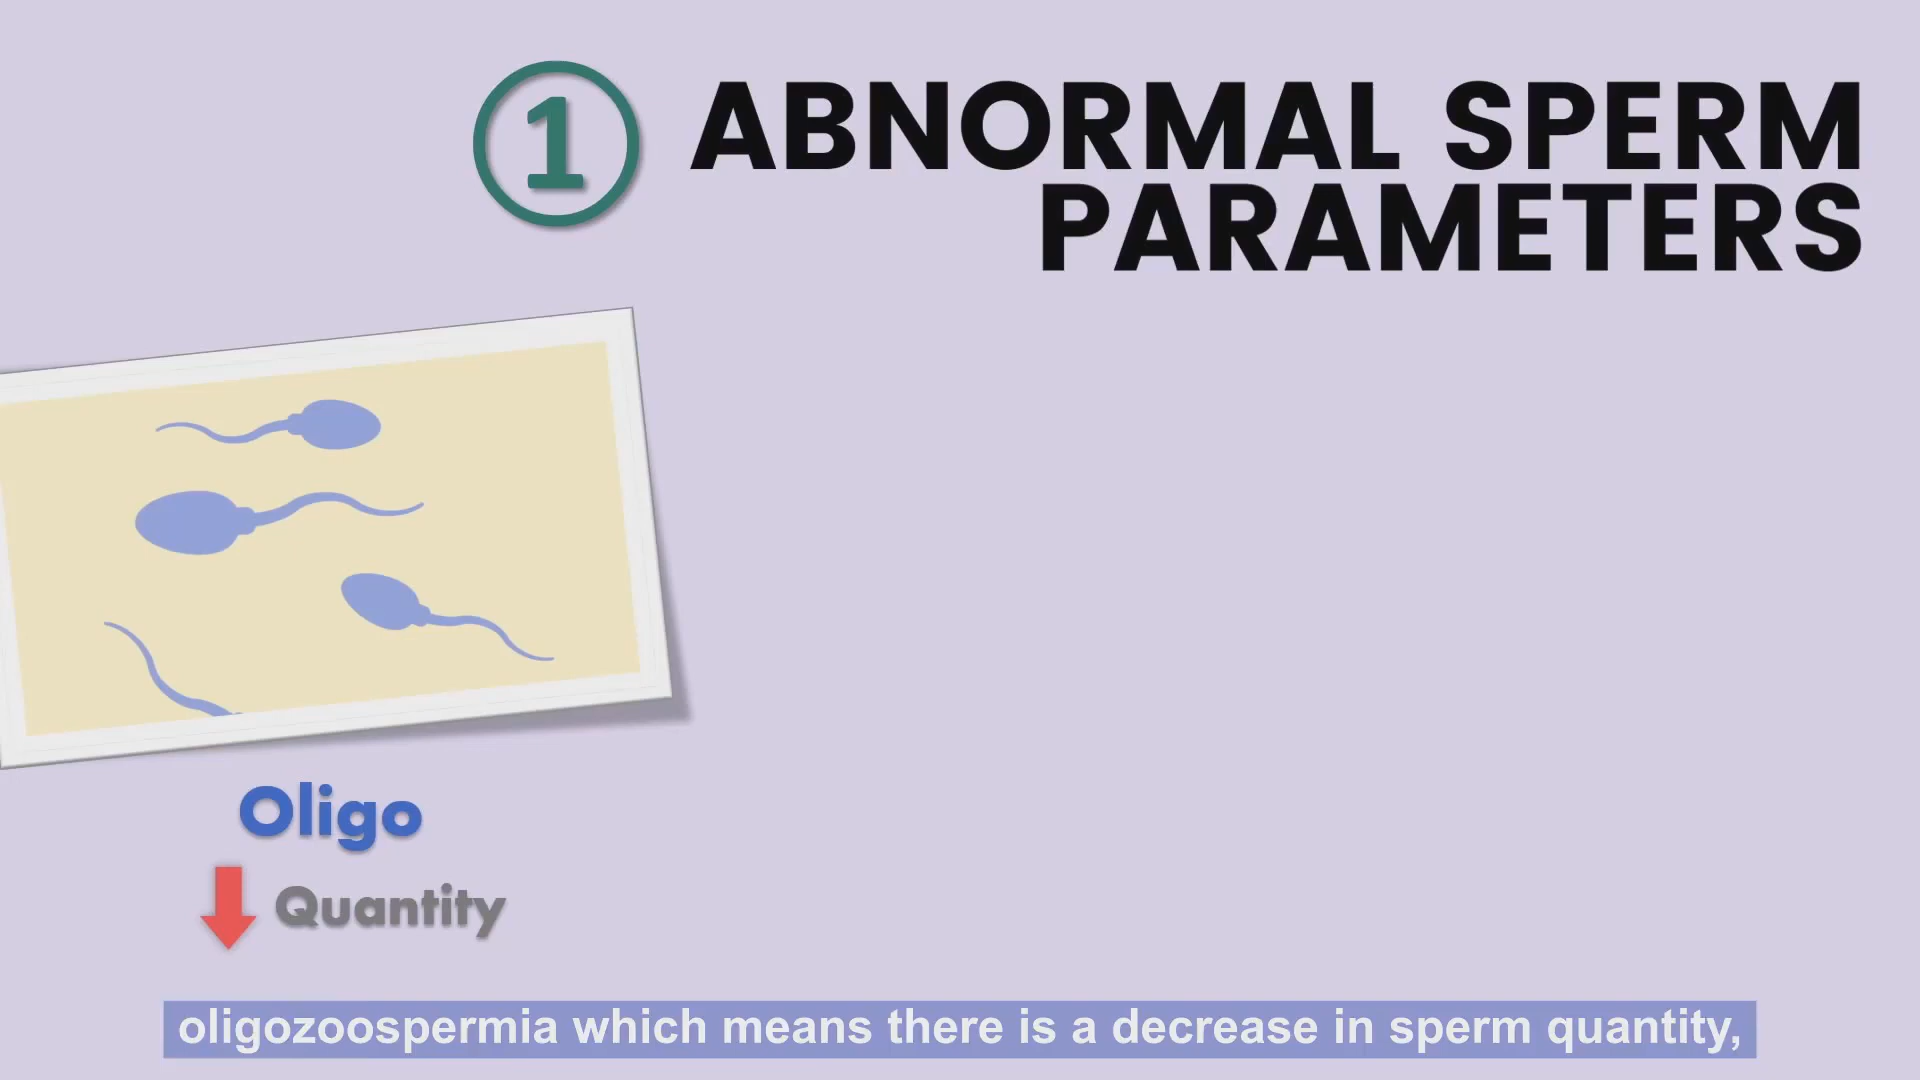 1
ABNORMAL SPERM
PARAMETERS
Oligo
Quantity
oligozoospermia which means there is a decrease in sperm quantity,